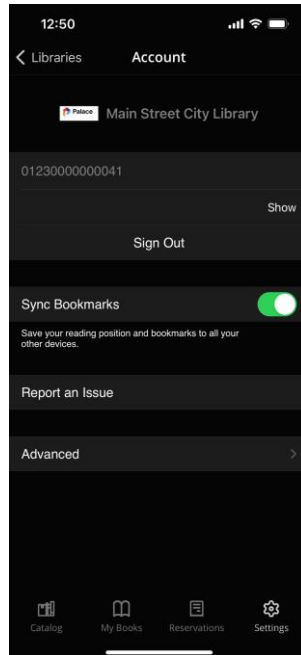 12:50
Libraries
Account
Palace
Main Street City Library
01230000000041
Show
Sign Out
Sync Bookmarks
Save your reading position and bookmarks to all your
other devices.
Report an Issue
Advanced
Catalog
My Books
Reservations
Settings